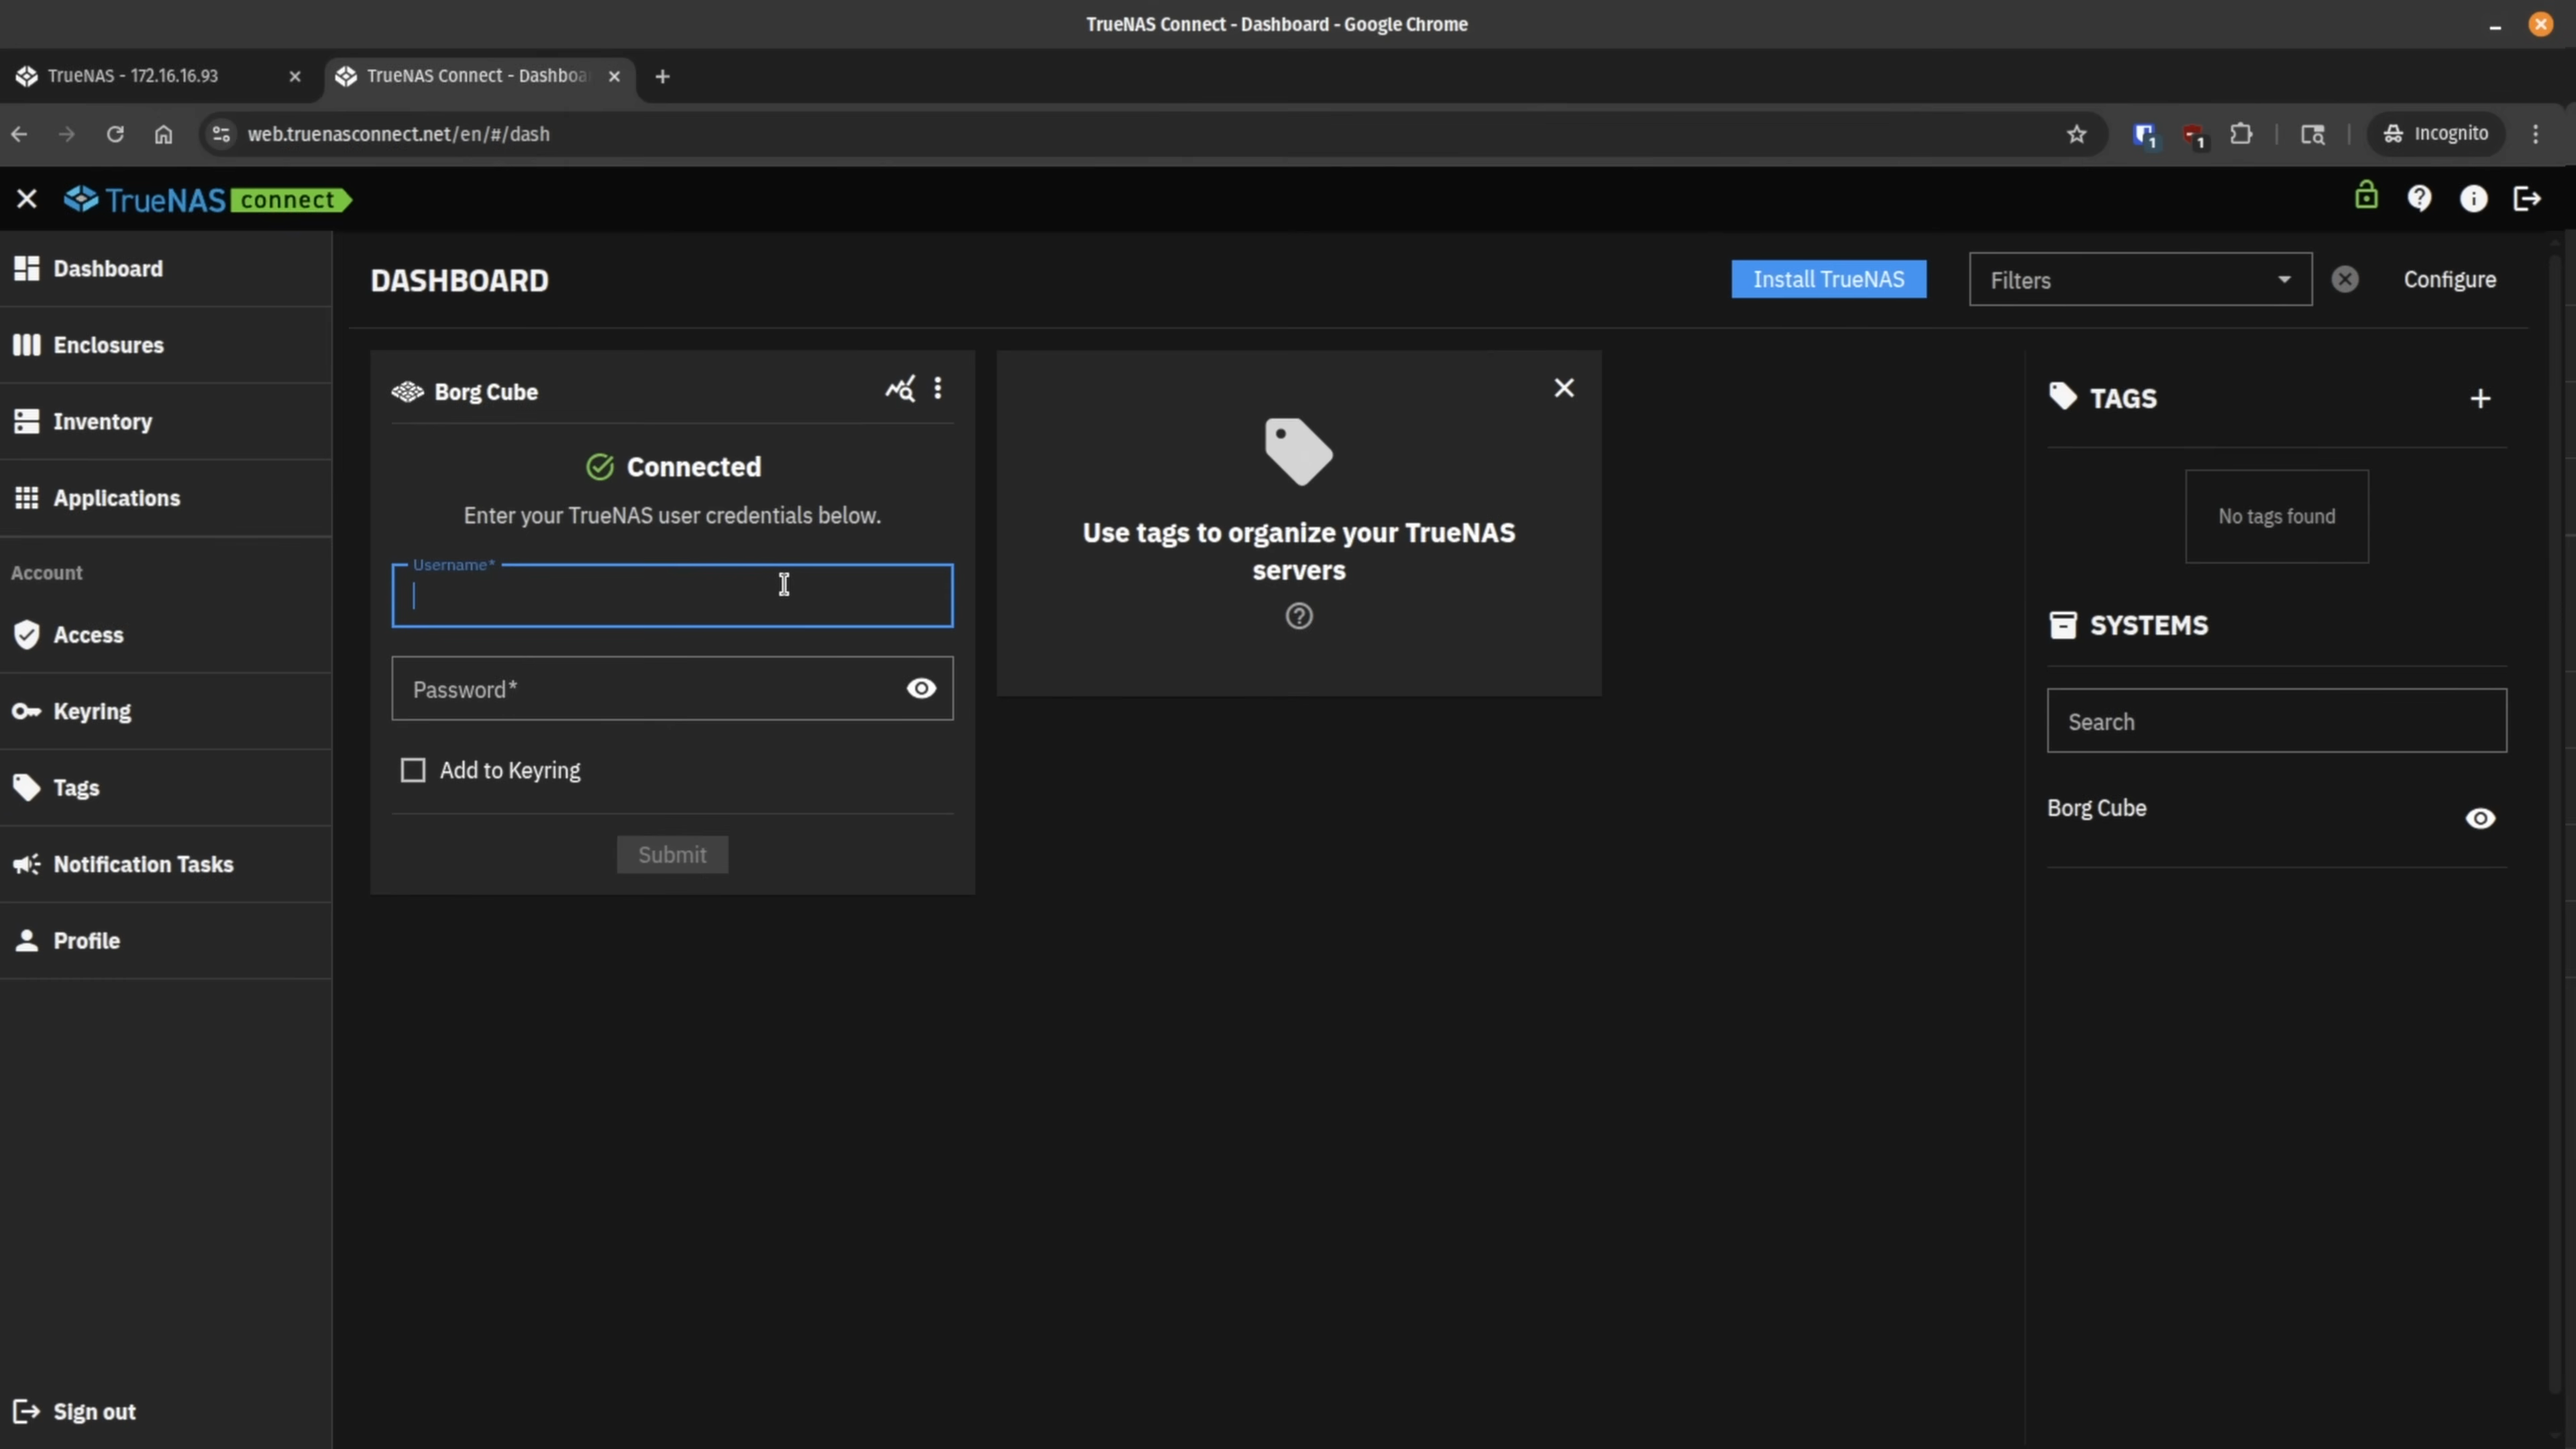 TrueNAS Connect - Dashboard - Google Chrome
TrueNAS - 172.16.16.93
TrueNAS Connect - Dashboa
web.truenasconnect.net/en/#/dash
1
1
Incognito
TrueNAS connect
Dashboard
Enclosures
Inventory
Applications
Account
Access
Keyring
Tags
Notification Tasks
Profile
Sign out
DASHBOARD
Install TrueNAS
Filters
Configure
Borg Cube
Connected
Enter your TrueNAS user credentials below.
Username*
Password*
Add to Keyring
Submit
Use tags to organize your TrueNAS
servers
TAGS
No tags found
SYSTEMS
Search
Borg Cube